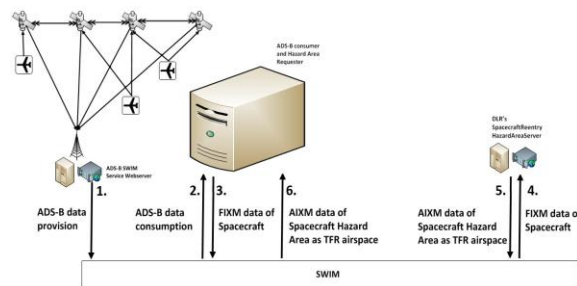 ADS-B consumer
and Hazard Area
Requester
DLR's
SpacecraftReentry
HazardAreaServer
ADS-B SWIM
Service Webserver
1.
2.
3.
6.
5.
4.
ADS-B data
provision
ADS-B data
consumption
FIXM data of
Spacecraft
AIXM data of
Spacecraft Hazard
Area as TFR airspace
AIXM data of
Spacecraft Hazard
Area as TFR airspace
FIXM data of
Spacecraft
SWIM